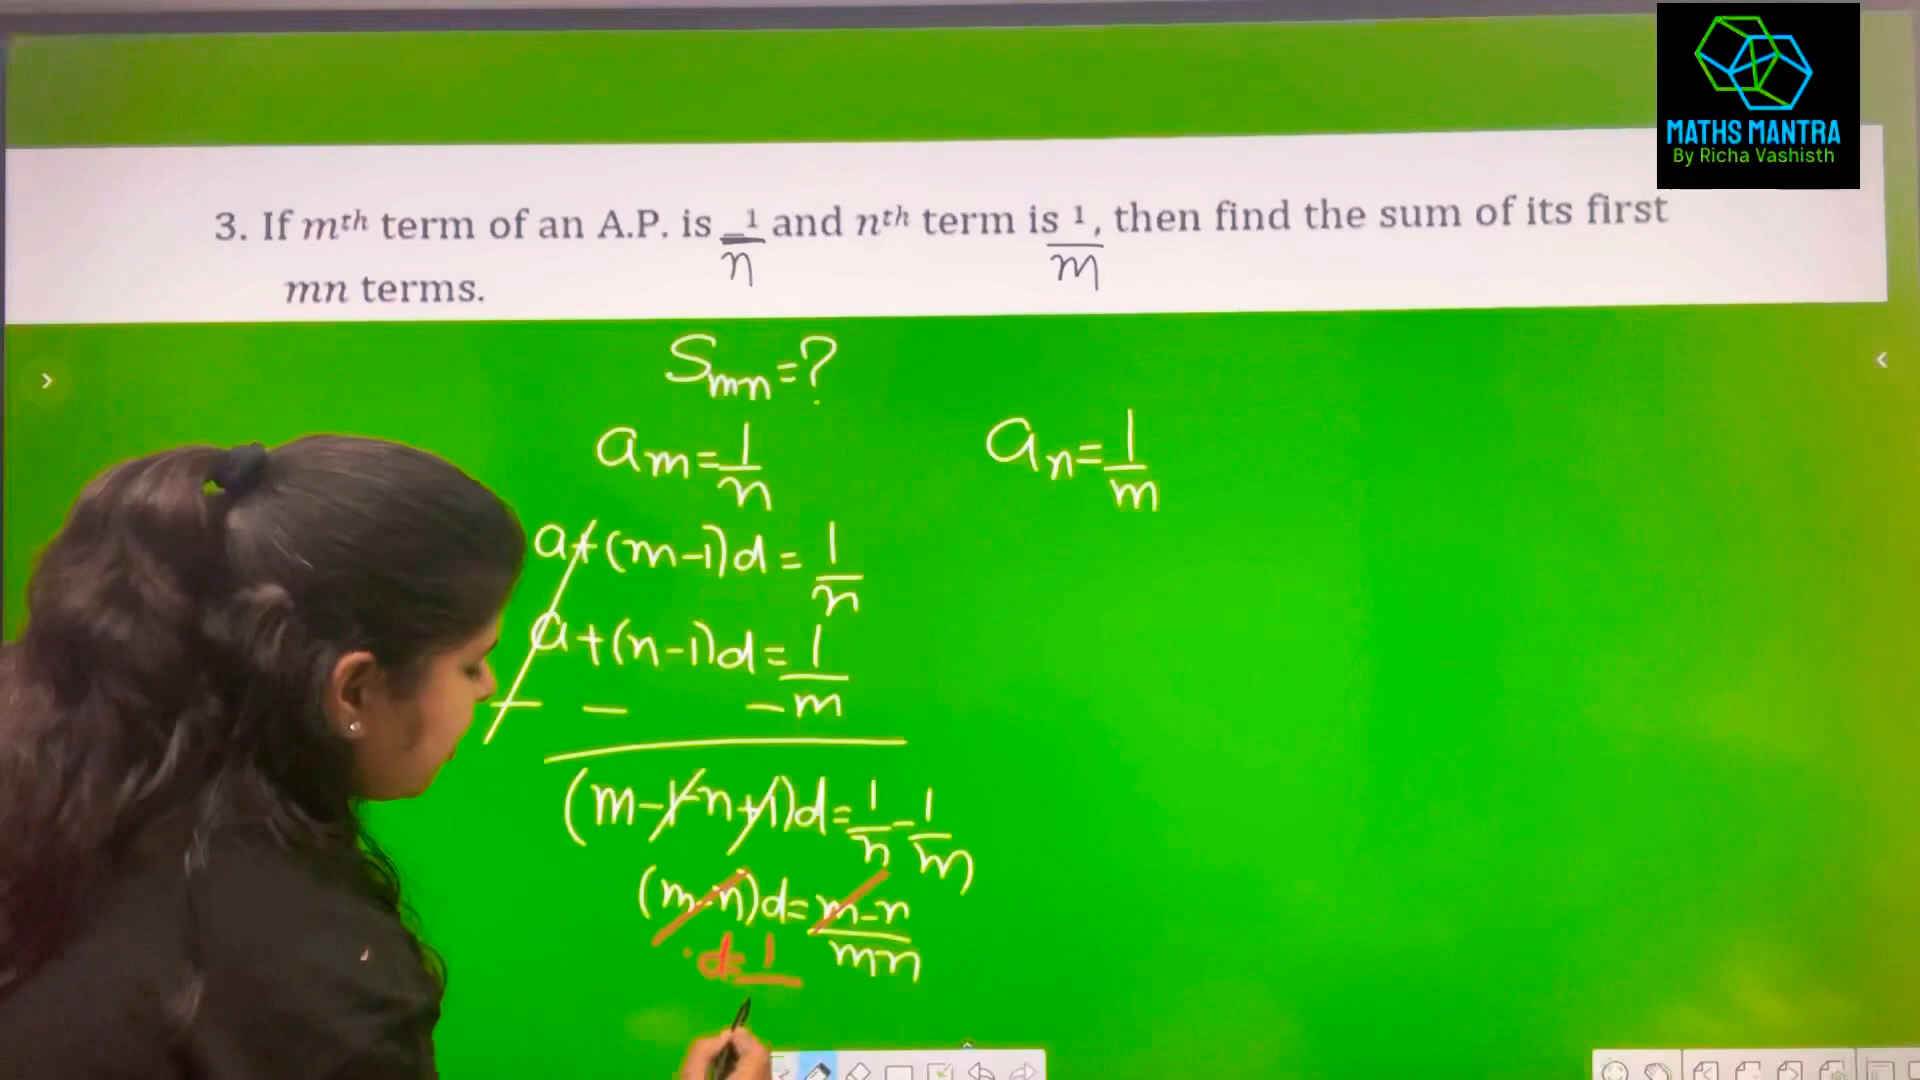 MATHS MANTRA
By Richa Vashisth
3. If mᵗʰ term of an A.P. is 1/n and nᵗʰ term is 1/m, then find the sum of its first
mn terms.
Sₘₙ=?
aₘ=1/n
aₙ=1/m
a+(m-1)d=1/n
a+(n-1)d=1/m
- - -
(m-1-n+1)d=1/n-1/m
(m-n)d=m-n/mn
d=1